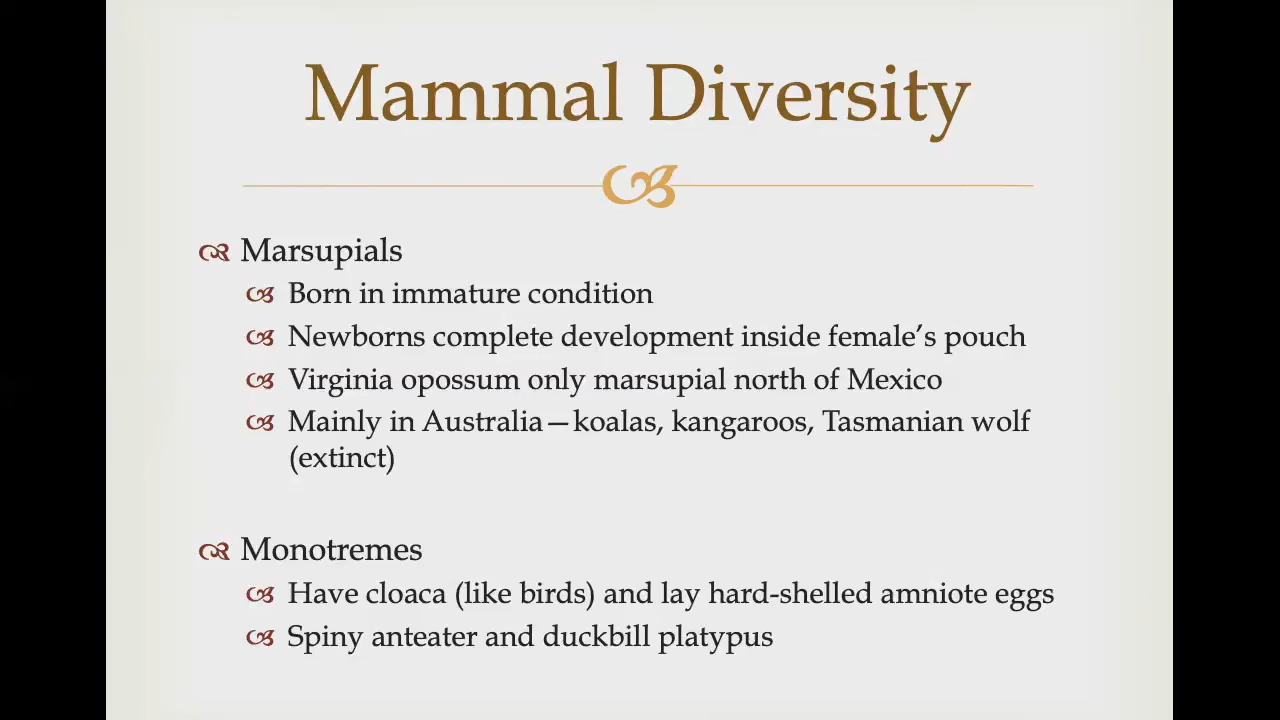 Mammal Diversity
Marsupials
Born in immature condition
Newborns complete development inside female’s pouch
Virginia opossum only marsupial north of Mexico
Mainly in Australia—koalas, kangaroos, Tasmanian wolf
(extinct)
Monotremes
Have cloaca (like birds) and lay hard-shelled amniote eggs
Spiny anteater and duckbill platypus